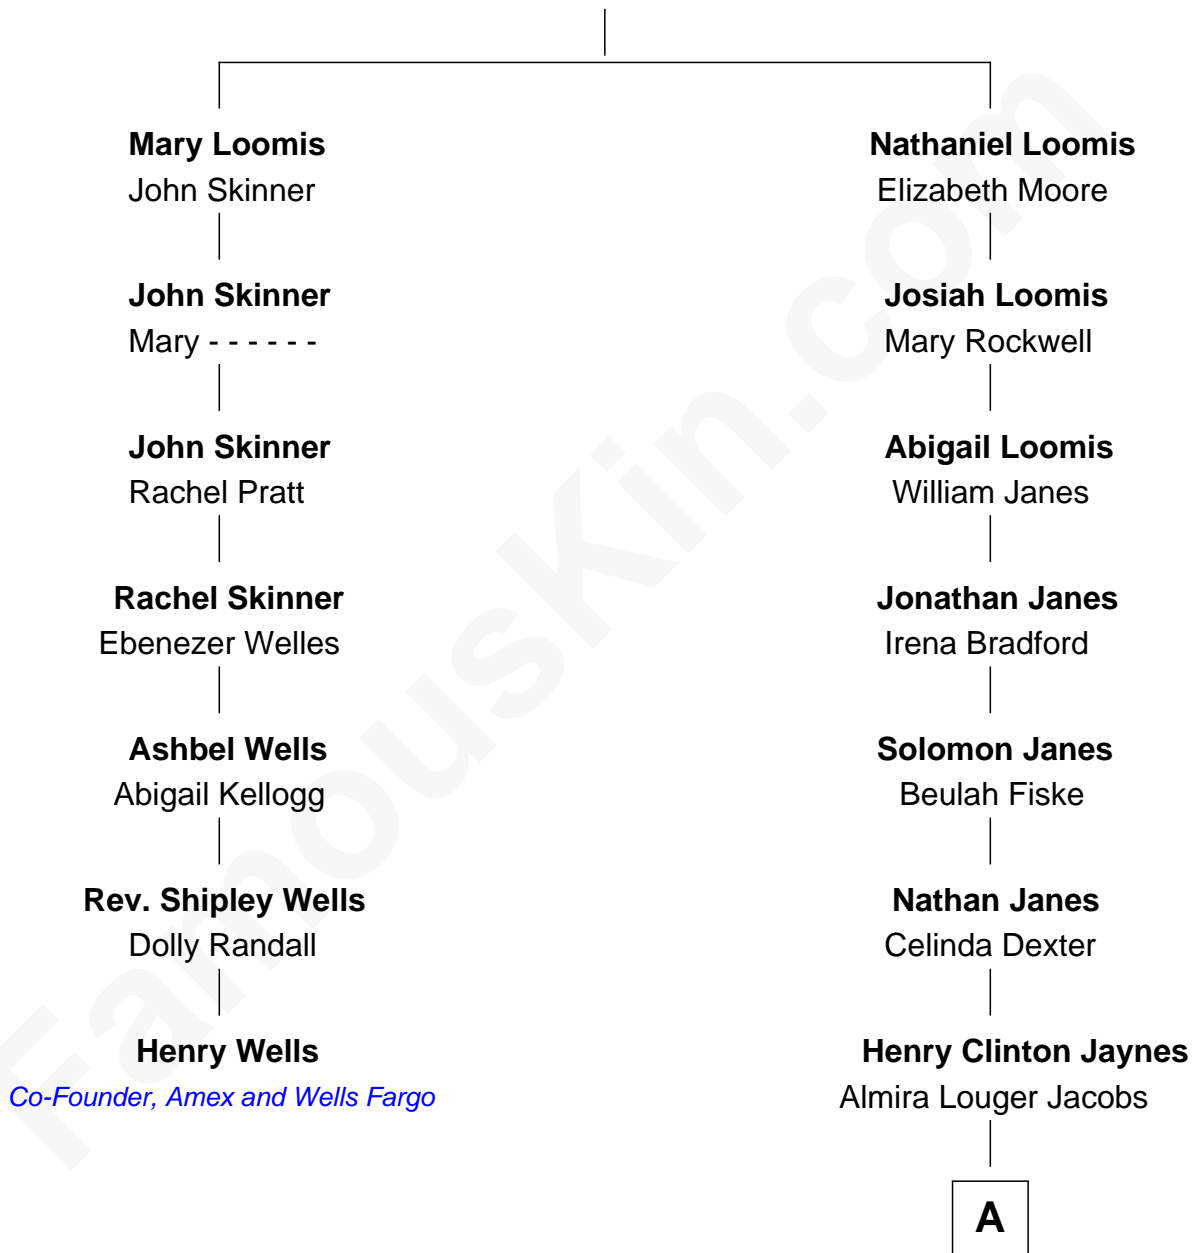 Mary Loomis
John Skinner
John Skinner
Mary - - - - - -
John Skinner
Rachel Pratt
Rachel Skinner
Ebenezer Welles
Ashbel Wells
Abigail Kellogg
Rev. Shipley Wells
Dolly Randall
Henry Wells
Co-Founder, Amex and Wells Fargo
Nathaniel Loomis
Elizabeth Moore
Josiah Loomis
Mary Rockwell
Abigail Loomis
William Janes
Jonathan Janes
Irena Bradford
Solomon Janes
Beulah Fiske
Nathan Janes
Celinda Dexter
Henry Clinton Jaynes
Almira Louger Jacobs
A
FamousKin.com